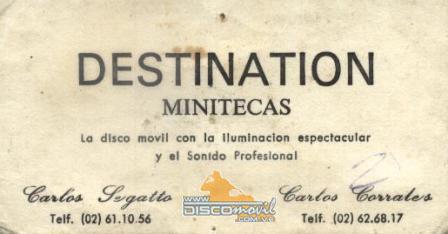 DESTINATION
MINITECAS
La disco movil con la iluminacion espectacular
y el Sonido Profesional
Carlos Segatto Carlos Corrales
www.
DISCOmovil
.COM.VE
Telf. (02) 61.10.56 Telf. (02) 62.68.17